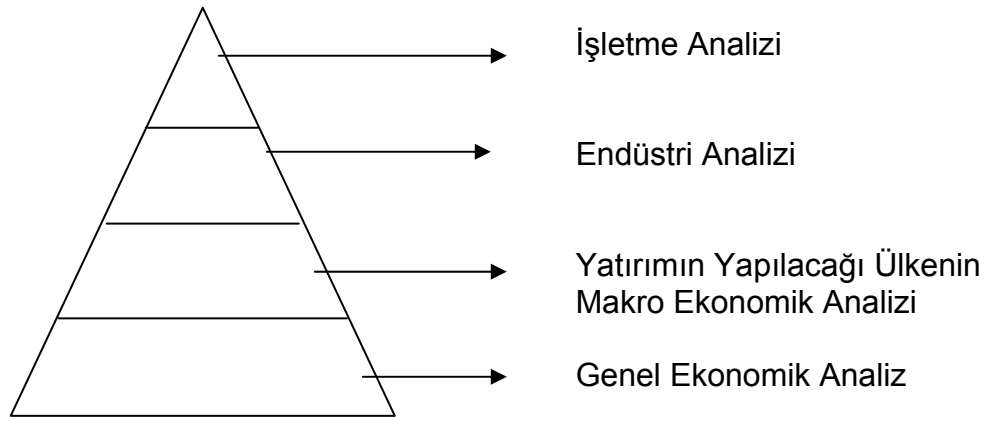 İşletme Analizi
Endüstri Analizi
Yatırımın Yapılacağı Ülkenin
Makro Ekonomik Analizi
Genel Ekonomik Analiz